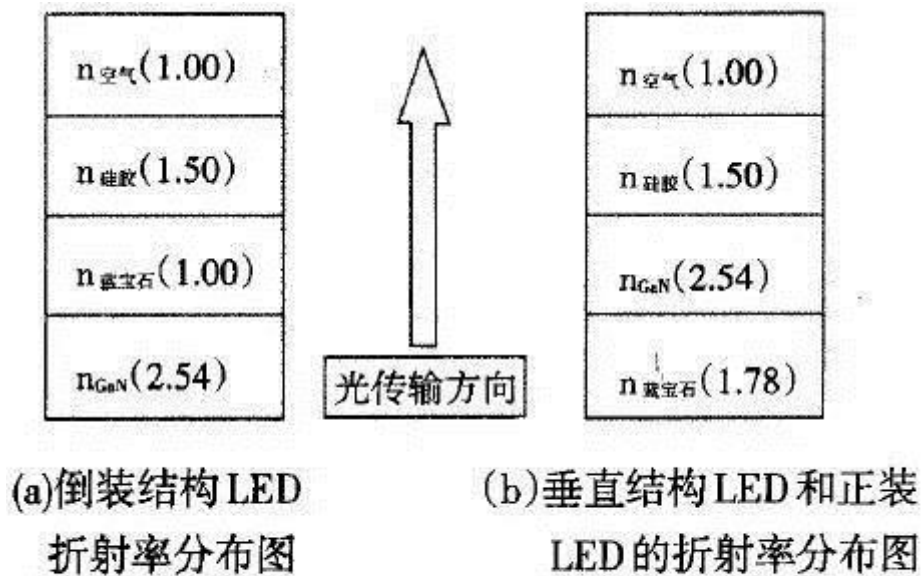 n空气(1.00)
n硅胶(1.50)
n蓝宝石(1.00)
nGaN(2.54)
光传输方向
n空气(1.00)
n硅胶(1.50)
nGaN(2.54)
n蓝宝石(1.78)
(a)倒装结构LED
折射率分布图
(b)垂直结构LED和正装
LED的折射率分布图